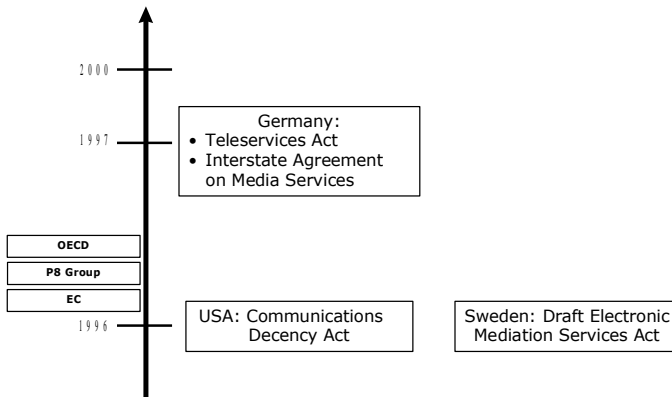 2000
1997
Germany:
• Teleservices Act
• Interstate Agreement
on Media Services
OECD
P8 Group
EC
1996
USA: Communications
Decency Act
Sweden: Draft Electronic
Mediation Services Act